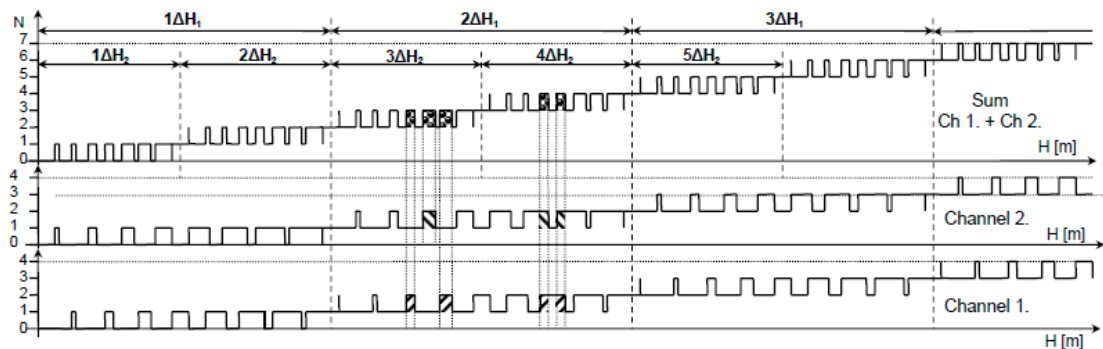 N 1ΔH₁ 2ΔH₁ 3ΔH₁
7
6
1ΔH₂ 2ΔH₂ 3ΔH₂ 4ΔH₂ 5ΔH₂
5
4
3
Sum
2
Ch 1. + Ch 2.
1
H [m]
0
4
3
2
1
Channel 2.
0
H [m]
4
3
2
1
Channel 1.
0
H [m]